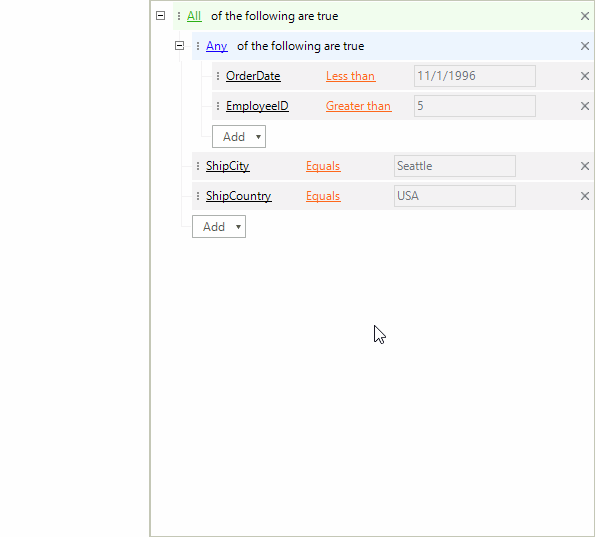 All of the following are true
Any of the following are true
OrderDate Less than 11/1/1996
EmployeeID Greater than 5
Add
ShipCity Equals Seattle
ShipCountry Equals USA
Add